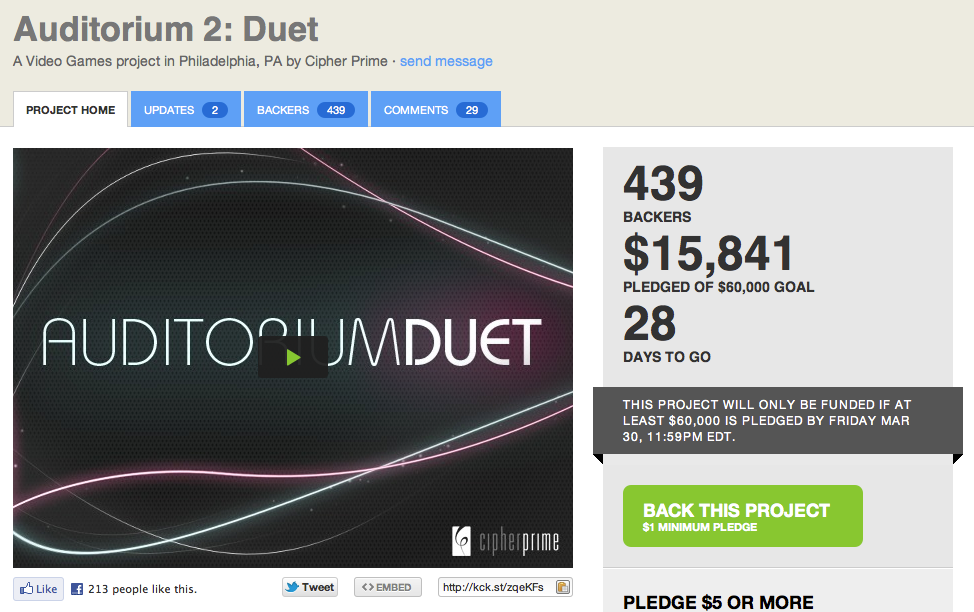 Auditorium 2: Duet
A Video Games project in Philadelphia, PA by Cipher Prime · send message
PROJECT HOME UPDATES 2 BACKERS 439 COMMENTS 29
AUDITORIUMDUET
cipherprime
Like 213 people like this. Tweet <>EMBED http://kck.st/zqeKFs
439
BACKERS
$15,841
PLEDGED OF $60,000 GOAL
28
DAYS TO GO
THIS PROJECT WILL ONLY BE FUNDED IF AT
LEAST $60,000 IS PLEDGED BY FRIDAY MAR
30, 11:59PM EDT.
BACK THIS PROJECT
$1 MINIMUM PLEDGE
PLEDGE $5 OR MORE